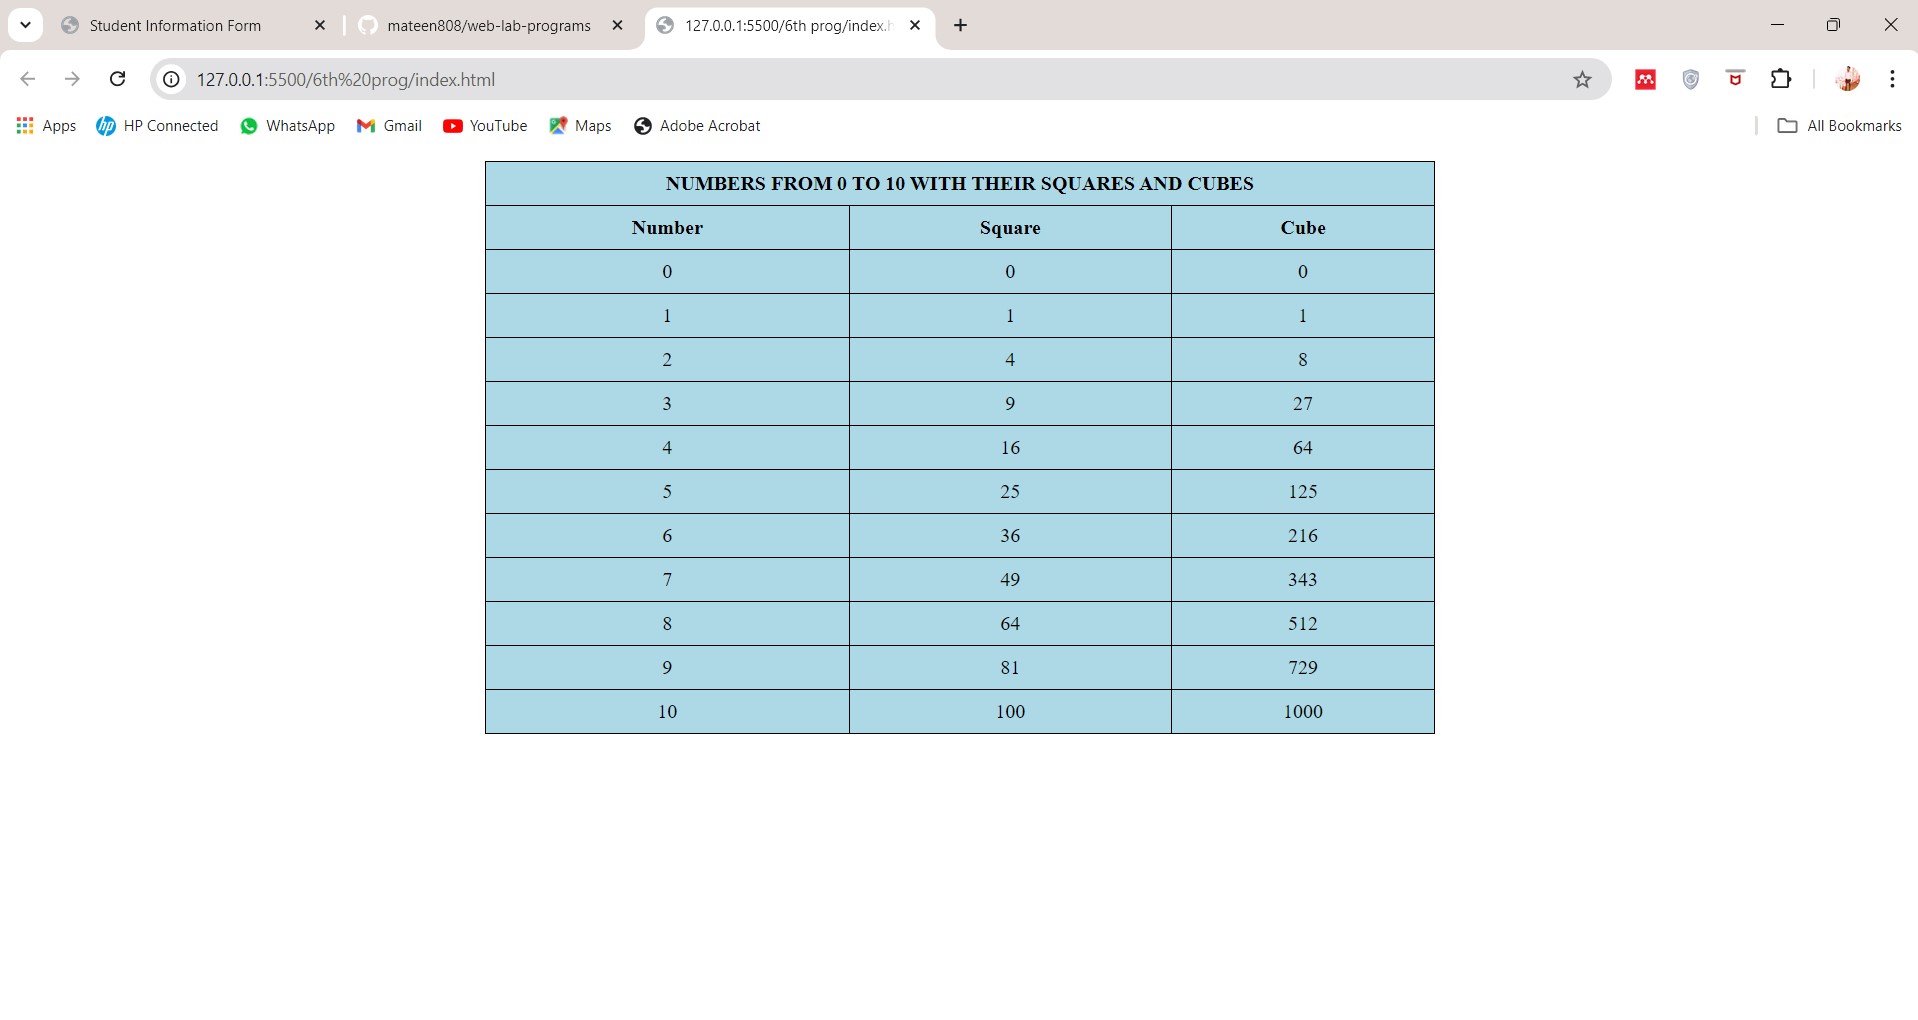 Student Information Form
mateen808/web-lab-programs
127.0.0.1:5500/6th prog/index.h
127.0.0.1:5500/6th%20prog/index.html
Apps
HP Connected
WhatsApp
Gmail
YouTube
Maps
Adobe Acrobat
All Bookmarks
NUMBERS FROM 0 TO 10 WITH THEIR SQUARES AND CUBES
Number Square Cube
0 0 0
1 1 1
2 4 8
3 9 27
4 16 64
5 25 125
6 36 216
7 49 343
8 64 512
9 81 729
10 100 1000